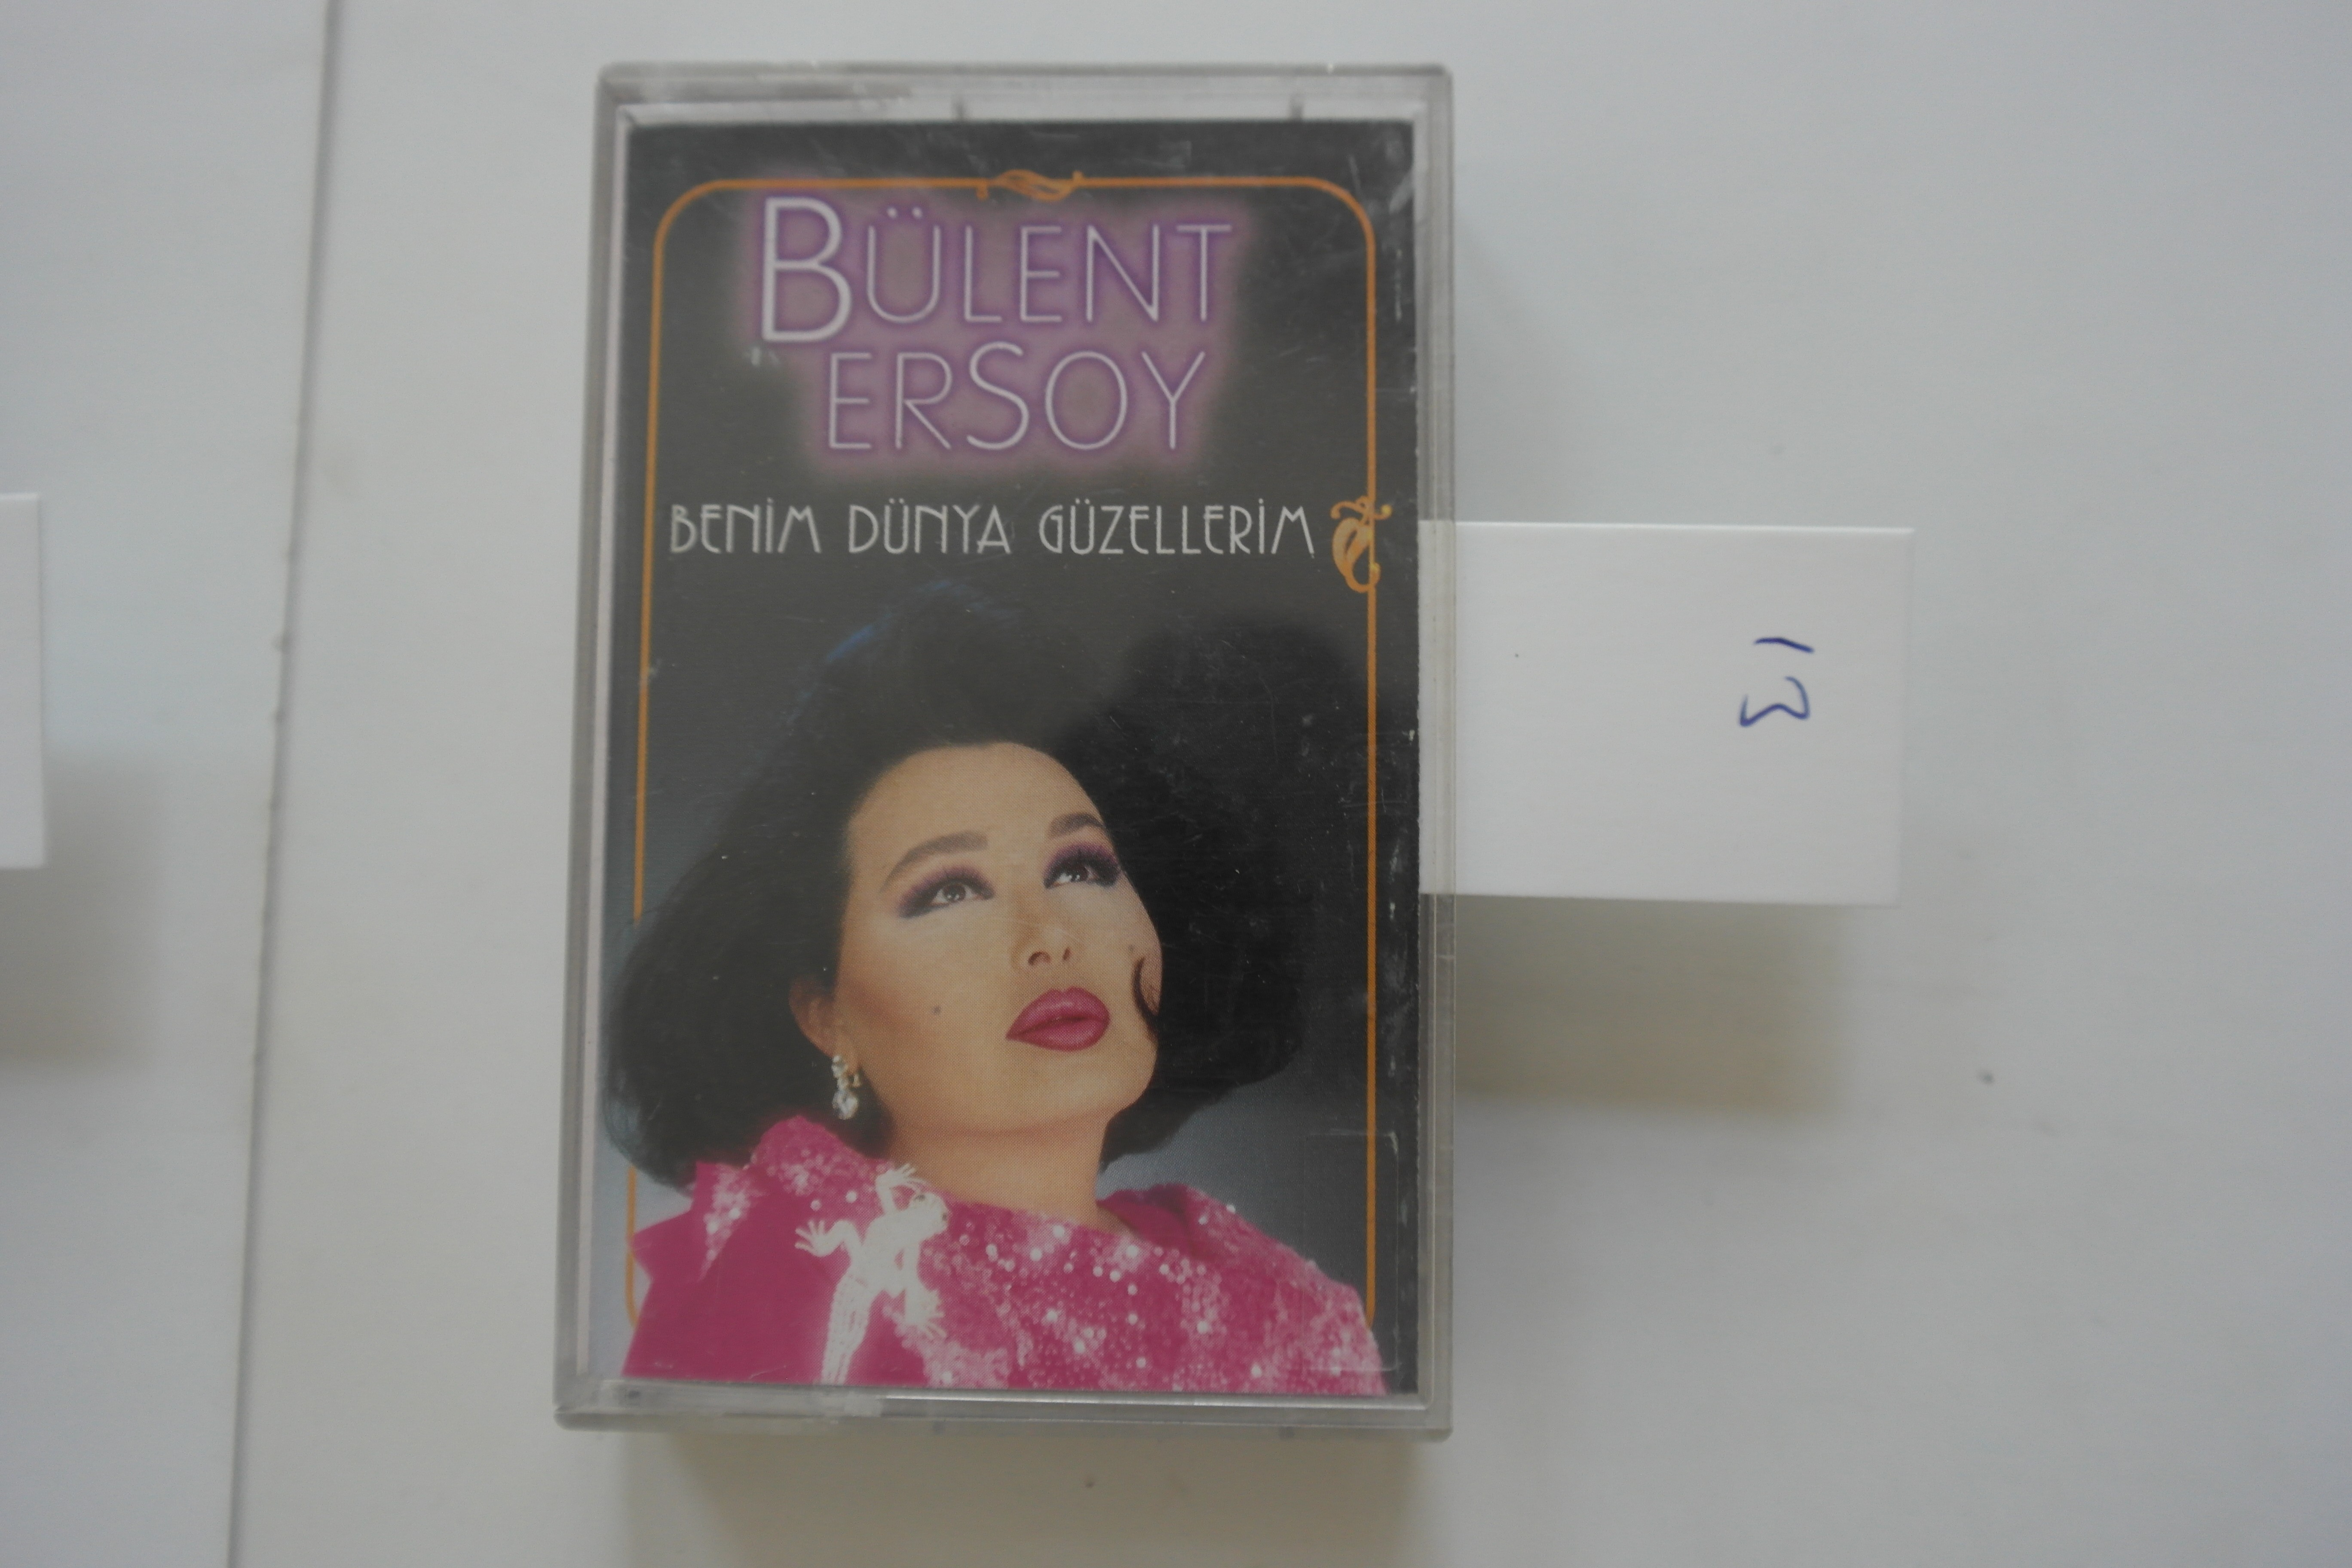 BÜLENT
ERSOY
BENİM DÜNYA GÜZELLERİM
13